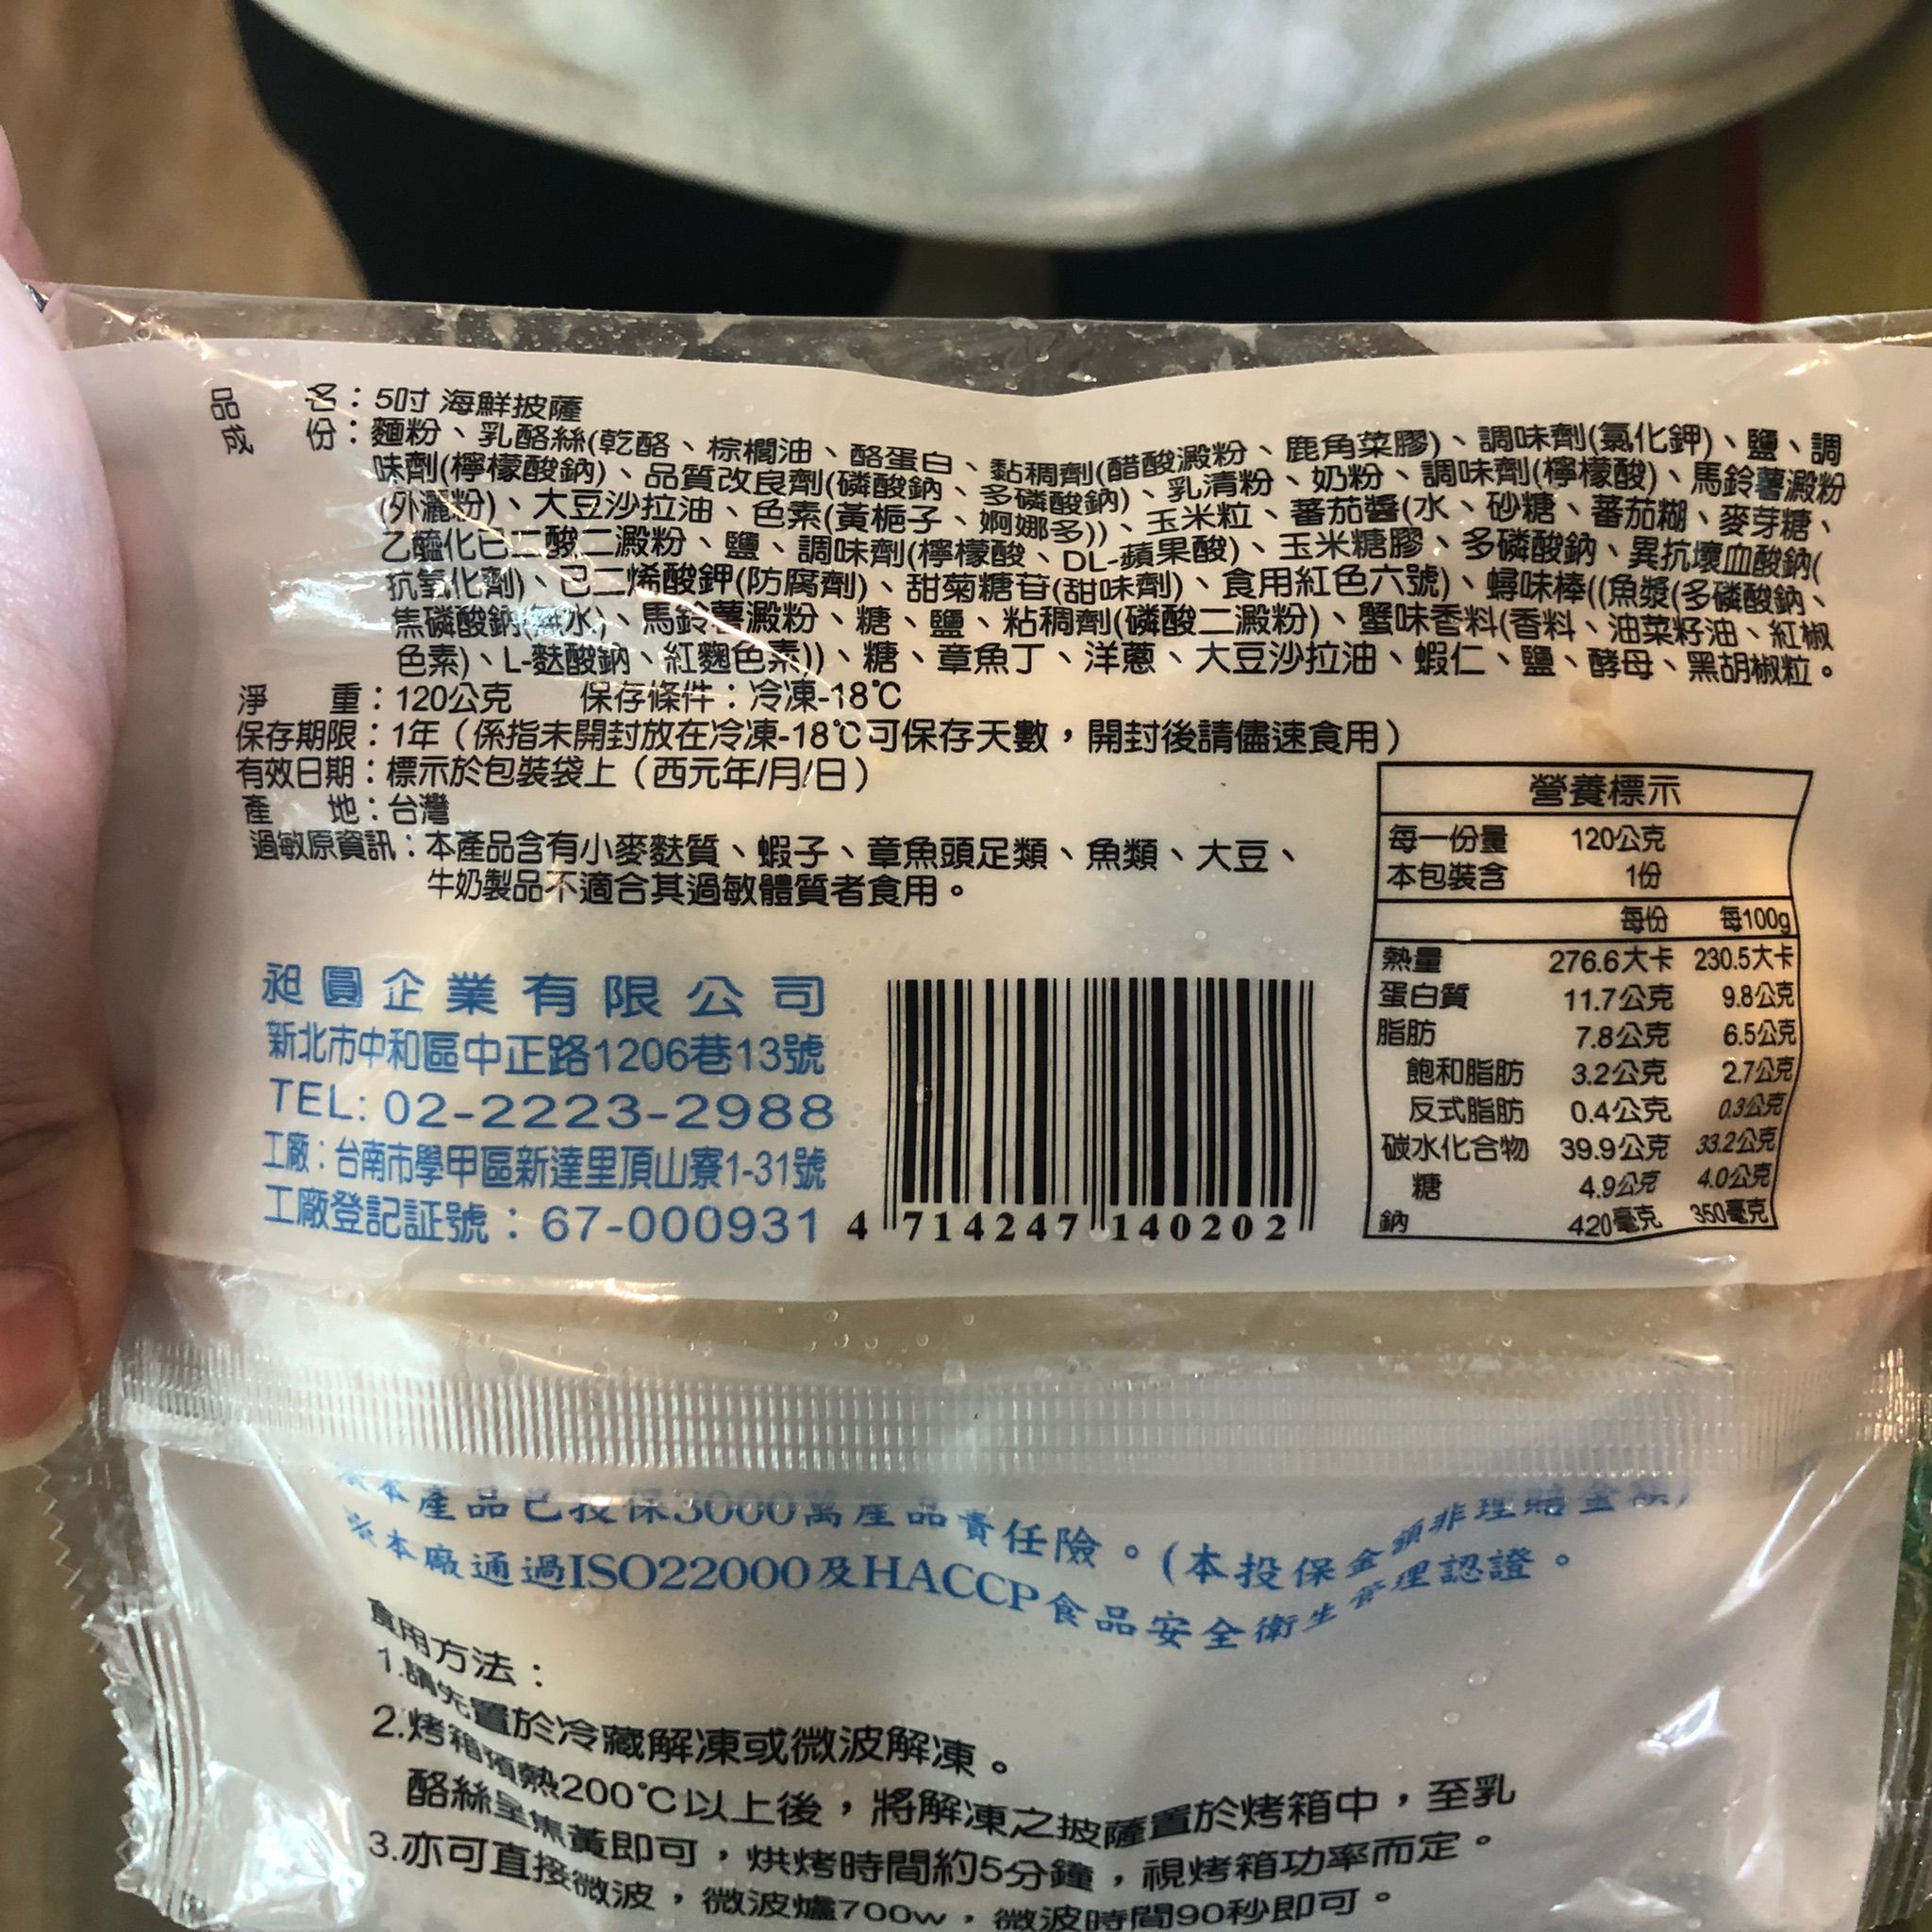 品　名：5吋 海鮮披薩
成　份：麵粉、乳酪絲(乾酪、棕櫚油、酪蛋白、黏稠劑(醋酸澱粉、鹿角菜膠)、調味劑(氯化鉀)、鹽、調
味劑(檸檬酸鈉)、品質改良劑(磷酸鈉、多磷酸鈉)、乳清粉、奶粉、調味劑(檸檬酸)、馬鈴薯澱粉
(外灑粉)、大豆沙拉油、色素(黃梔子、婀娜多))、玉米粒、蕃茄醬(水、砂糖、蕃茄糊、麥芽糖、
乙醯化己二酸二澱粉、鹽、調味劑(檸檬酸、DL-蘋果酸)、玉米糖膠、多磷酸鈉、異抗壞血酸鈉(
抗氧化劑)、己二烯酸鉀(防腐劑)、甜菊糖苷(甜味劑)、食用紅色六號)、蟳味棒((魚漿(多磷酸鈉、
焦磷酸鈉(無水)、馬鈴薯澱粉、糖、鹽、粘稠劑(磷酸二澱粉)、蟹味香料(香料、油菜籽油、紅椒
色素)、L-麩酸鈉、紅麴色素))、糖、章魚丁、洋蔥、大豆沙拉油、蝦仁、鹽、酵母、黑胡椒粒。
淨　重：120公克　保存條件：冷凍-18℃
保存期限：1年（係指未開封放在冷凍-18℃可保存天數，開封後請儘速食用）
有效日期：標示於包裝袋上（西元年/月/日）
產　地：台灣
過敏原資訊：本產品含有小麥麩質、蝦子、章魚頭足類、魚類、大豆、
牛奶製品不適合其過敏體質者食用。
昶圓企業有限公司
新北市中和區中正路1206巷13號
TEL: 02-2223-2988
工廠：台南市學甲區新達里頂山寮1-31號
工廠登記証號：67-000931
4 714247 140202
營養標示
每一份量 120公克
本包裝含 1份
每份 每100g
熱量 276.6大卡 230.5大卡
蛋白質 11.7公克 9.8公克
脂肪 7.8公克 6.5公克
飽和脂肪 3.2公克 2.7公克
反式脂肪 0.4公克 0.3公克
碳水化合物 39.9公克 33.2公克
糖 4.9公克 4.0公克
鈉 420毫克 350毫克
※本產品已投保3000萬產品責任險。(本投保金額非理賠金額)
※本廠通過ISO22000及HACCP食品安全衛生管理認證。
食用方法：
1.請先置於冷藏解凍或微波解凍。
2.烤箱預熱200℃以上後，將解凍之披薩置於烤箱中，至乳
酪絲呈焦黃即可，烘烤時間約5分鐘，視烤箱功率而定。
3.亦可直接微波，微波爐700w，微波時間90秒即可。